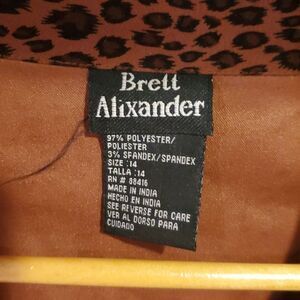 Brett
Alixander
97% POLYESTER/
POLIESTER
3% SPANDEX/SPANDEX
SIZE :14
TALLA :14
RN # 88416
MADE IN INDIA
HECHO EN INDIA
SEE REVERSE FOR CARE
VER AL DORSO PARA
CUIDADO